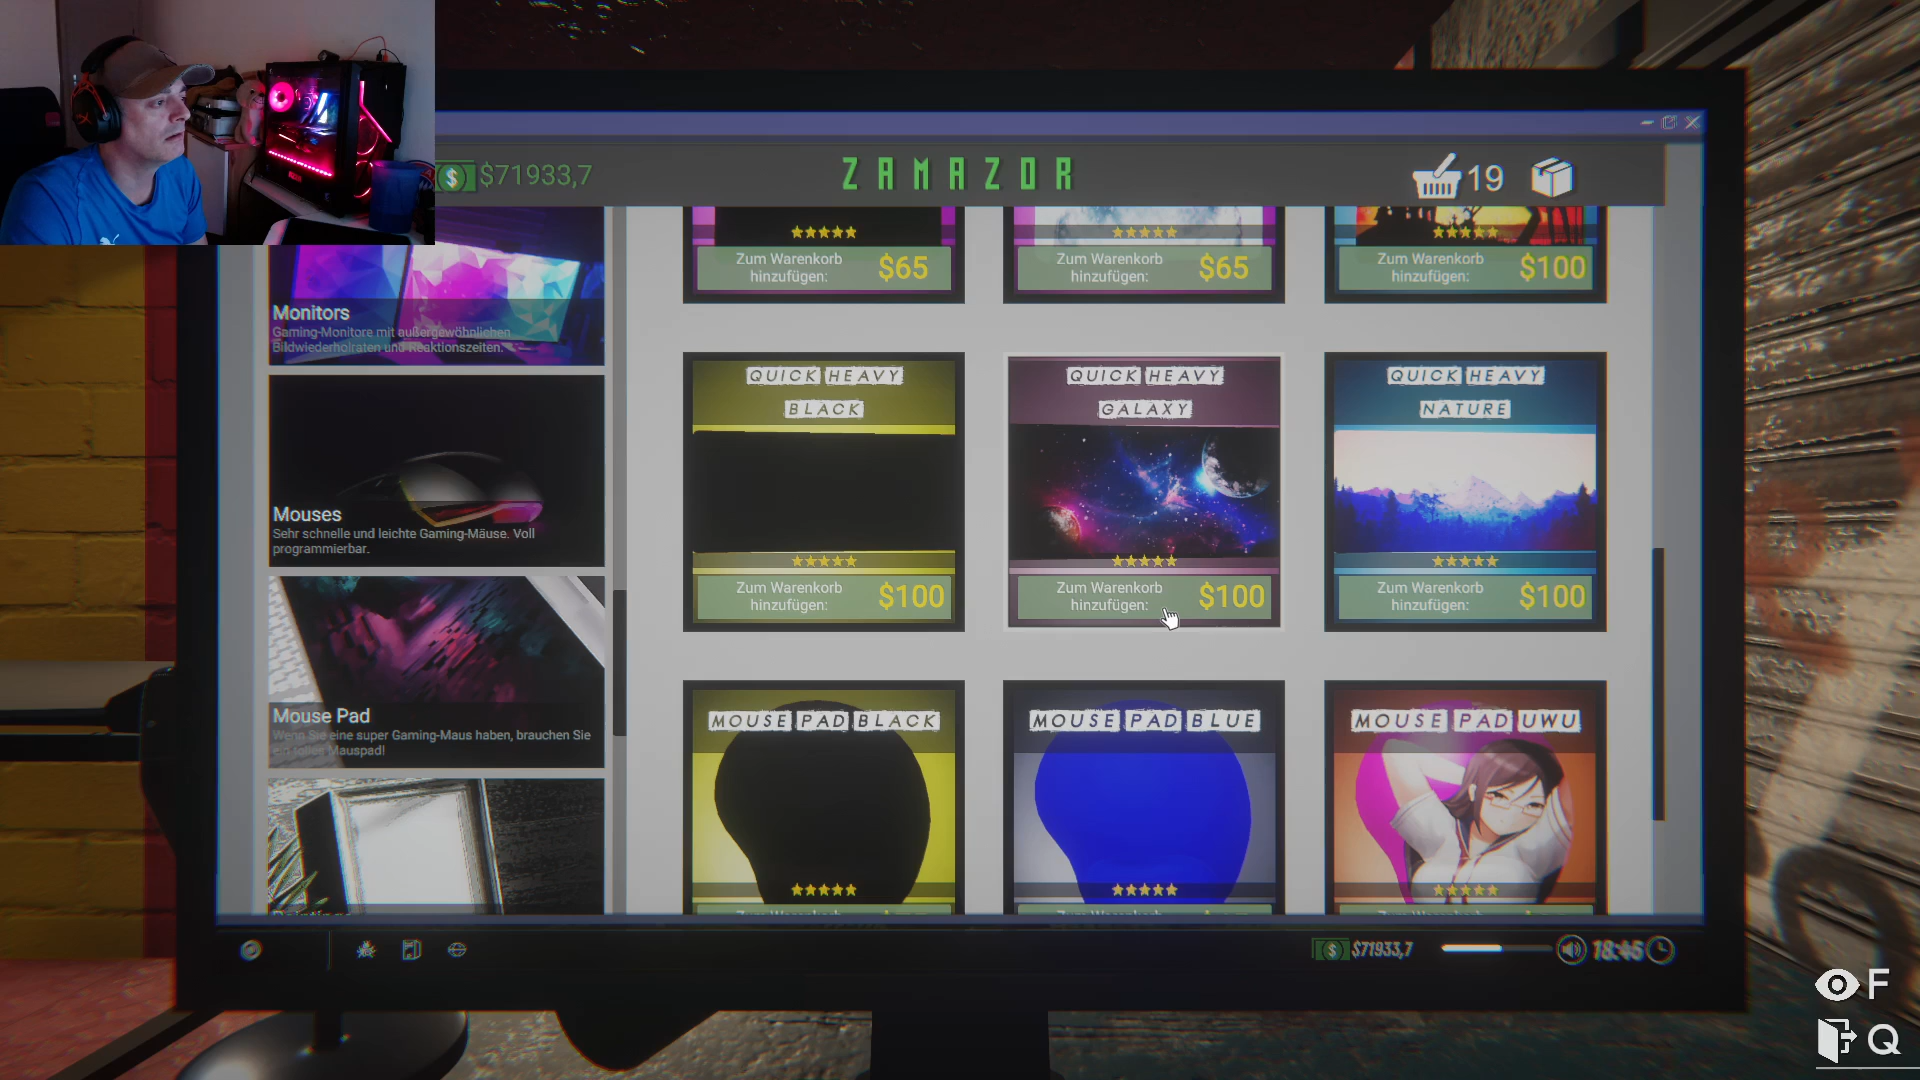 $71933,7
ZAMAZOR
19
Monitors
Gaming-Monitore mit außergewöhnlichen
Bildwiederholraten und Reaktionszeiten.
Mouses
Sehr schnelle und leichte Gaming-Mäuse. Voll
programmierbar.
Mouse Pad
Wenn Sie eine super Gaming-Maus haben, brauchen Sie
ein tolles Mauspad!
Zum Warenkorb
hinzufügen:
$65
Zum Warenkorb
hinzufügen:
$65
Zum Warenkorb
hinzufügen:
$100
QUICK HEAVY
BLACK
Zum Warenkorb
hinzufügen:
$100
QUICK HEAVY
GALAXY
Zum Warenkorb
hinzufügen:
$100
QUICK HEAVY
NATURE
Zum Warenkorb
hinzufügen:
$100
MOUSE PAD BLACK
MOUSE PAD BLUE
MOUSE PAD UWU
$71933,7
18:45
F
Q